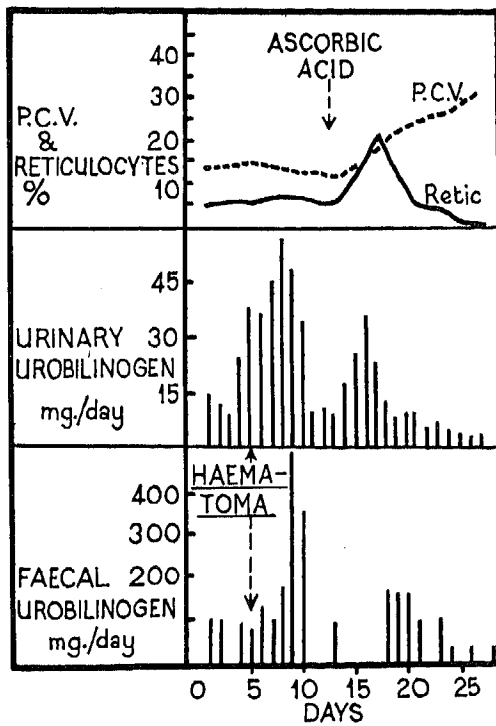 40
30
20
10
P.C.V.
&
RETICULOCYTES
%
ASCORBIC
ACID
P.C.V.
Retic
45
30
15
URINARY
UROBILINOGEN
mg./day
HAEMA-
TOMA
400
300
200
FAECAL.
UROBILINOGEN
mg./day
0 5 10 15 20 25
DAYS